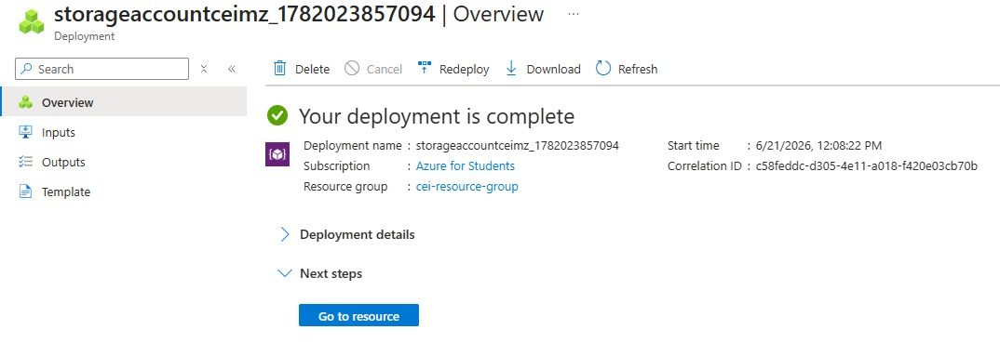 storageaccountceimz_1782023857094 | Overview ...
Deployment
Search
Overview
Inputs
Outputs
Template
Delete Cancel Redeploy Download Refresh
Your deployment is complete
Deployment name : storageaccountceimz_1782023857094
Subscription : Azure for Students
Resource group : cei-resource-group
Start time : 6/21/2026, 12:08:22 PM
Correlation ID : c58feddc-d305-4e11-a018-f420e03cb70b
Deployment details
Next steps
Go to resource